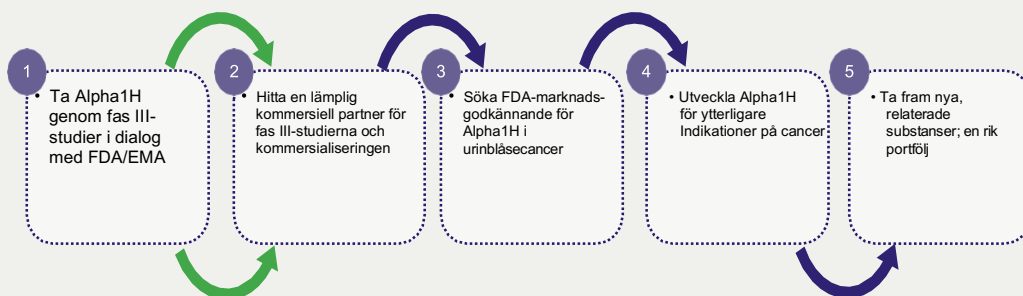 1
• Ta Alpha1H
genom fas III-
studier i dialog
med FDA/EMA
2
• Hitta en lämplig
kommersiell partner för
fas III-studierna och
kommersialiseringen
3
• Söka FDA-marknads-
godkännande för
Alpha1H i
urinblåsecancer
4
• Utveckla Alpha1H
för ytterligare
Indikationer på cancer
5
• Ta fram nya,
relaterade
substanser; en rik
portfölj